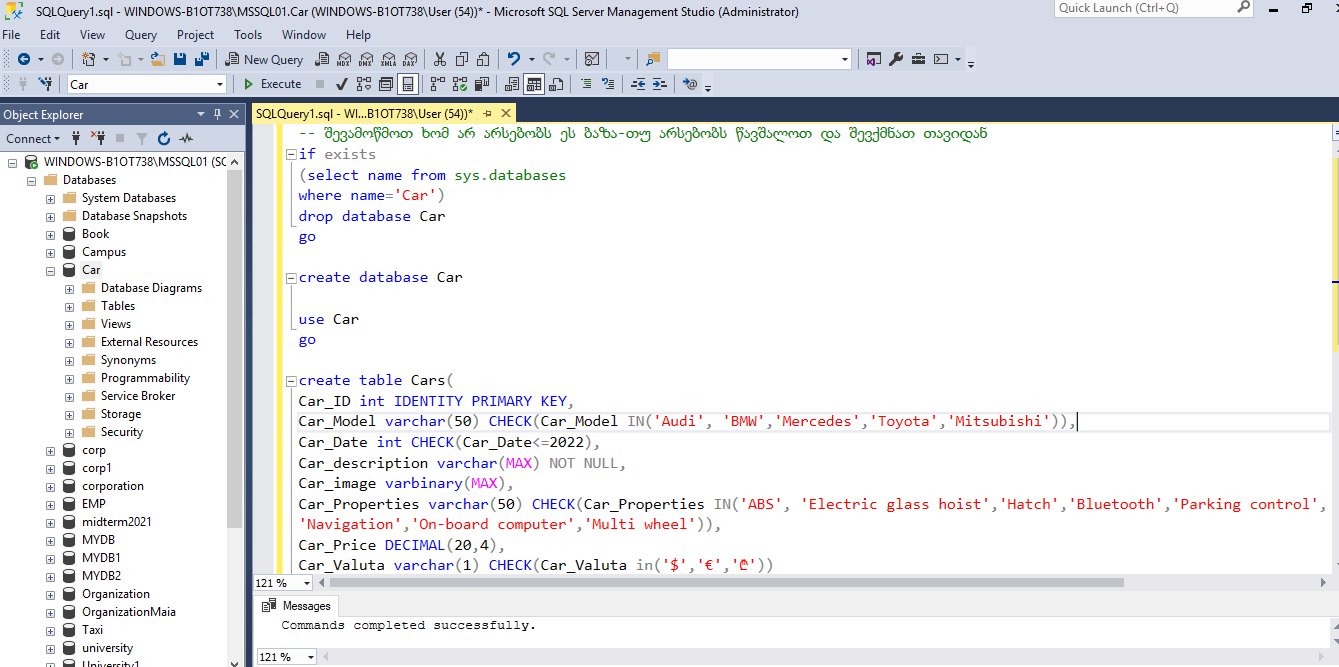 SQLQuery1.sql - WINDOWS-B1OT738\MSSQL01.Car (WINDOWS-B1OT738\User (54))* - Microsoft SQL Server Management Studio (Administrator)
Quick Launch (Ctrl+Q)
File Edit View Query Project Tools Window Help
New Query
MDX DMX XMLA DAX
Car
Execute
Object Explorer
Connect
WINDOWS-B1OT738\MSSQL01 (SC
Databases
System Databases
Database Snapshots
Book
Campus
Car
Database Diagrams
Tables
Views
External Resources
Synonyms
Programmability
Service Broker
Storage
Security
corp
corp1
corporation
EMP
midterm2021
MYDB
MYDB1
MYDB2
Organization
OrganizationMaia
Taxi
university
University1
SQLQuery1.sql - WI...B1OT738\User (54))*
-- შევამოწმოთ ხომ არ არსებობს ეს ბაზა-თუ არსებობს წავშალოთ და შევქმნათ თავიდან
if exists
(select name from sys.databases
where name='Car')
drop database Car
go
create database Car
use Car
go
create table Cars(
Car_ID int IDENTITY PRIMARY KEY,
Car_Model varchar(50) CHECK(Car_Model IN('Audi', 'BMW','Mercedes','Toyota','Mitsubishi')),
Car_Date int CHECK(Car_Date<=2022),
Car_description varchar(MAX) NOT NULL,
Car_image varbinary(MAX),
Car_Properties varchar(50) CHECK(Car_Properties IN('ABS', 'Electric glass hoist','Hatch','Bluetooth','Parking control',
'Navigation','On-board computer','Multi wheel')),
Car_Price DECIMAL(20,4),
Car_Valuta varchar(1) CHECK(Car_Valuta in('$','€','₾'))
121 %
Messages
Commands completed successfully.
121 %